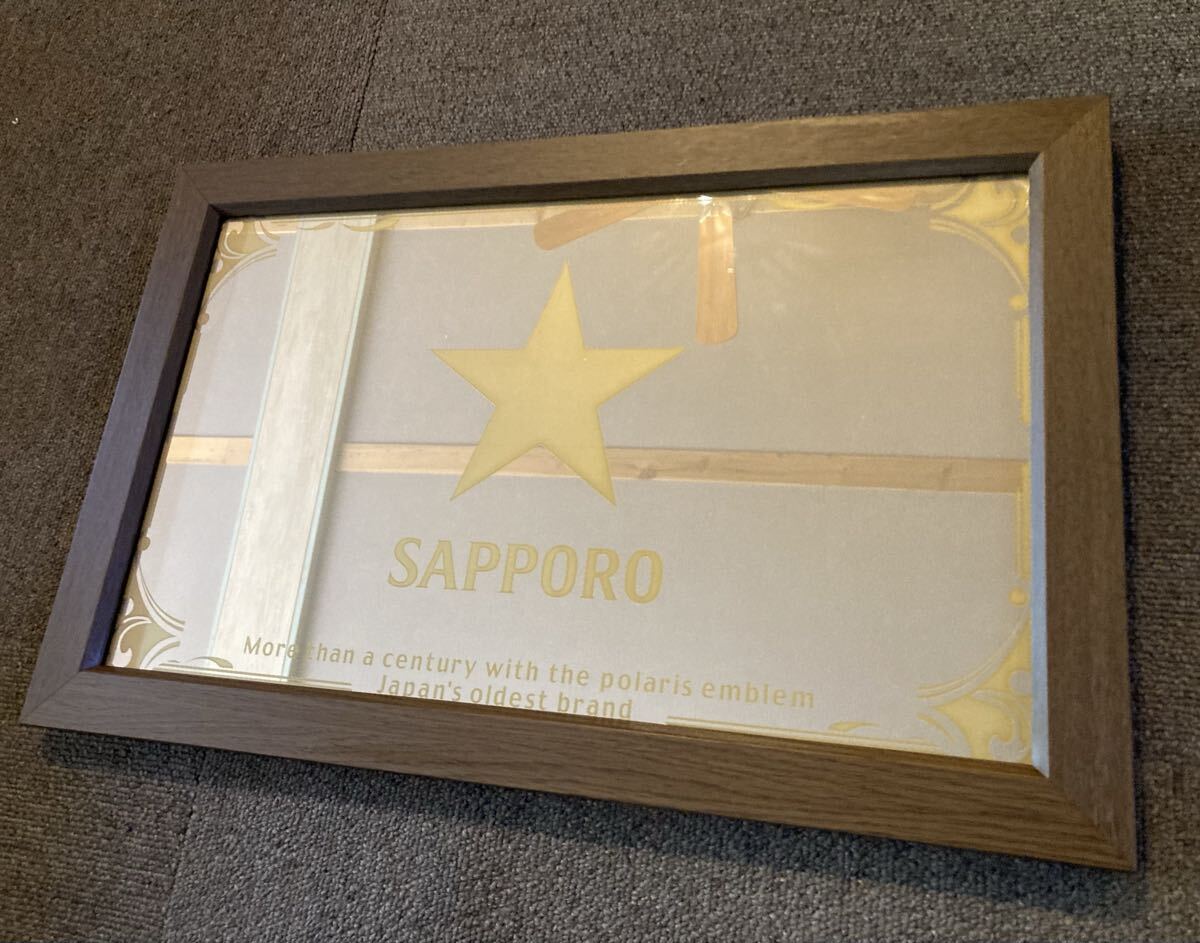 SAPPORO
More than a century with the polaris emblem
Japan's oldest brand